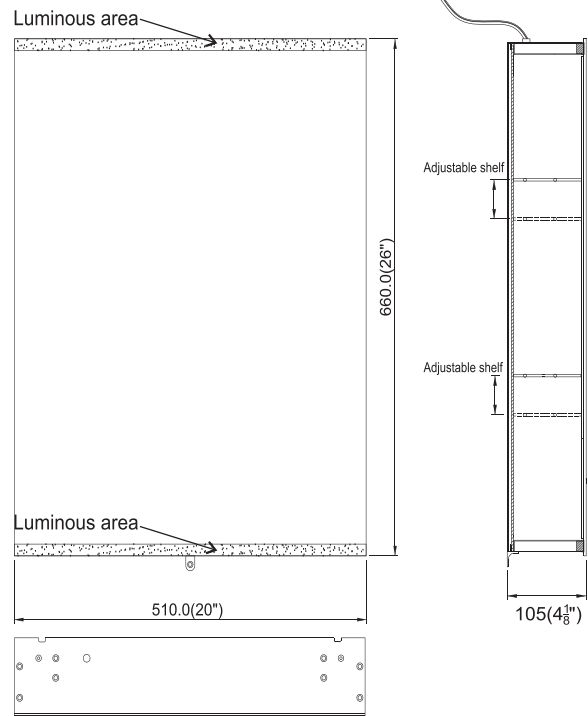 Luminous area
Adjustable shelf
660.0(26")
Adjustable shelf
Luminous area
510.0(20")
105(4⅛")